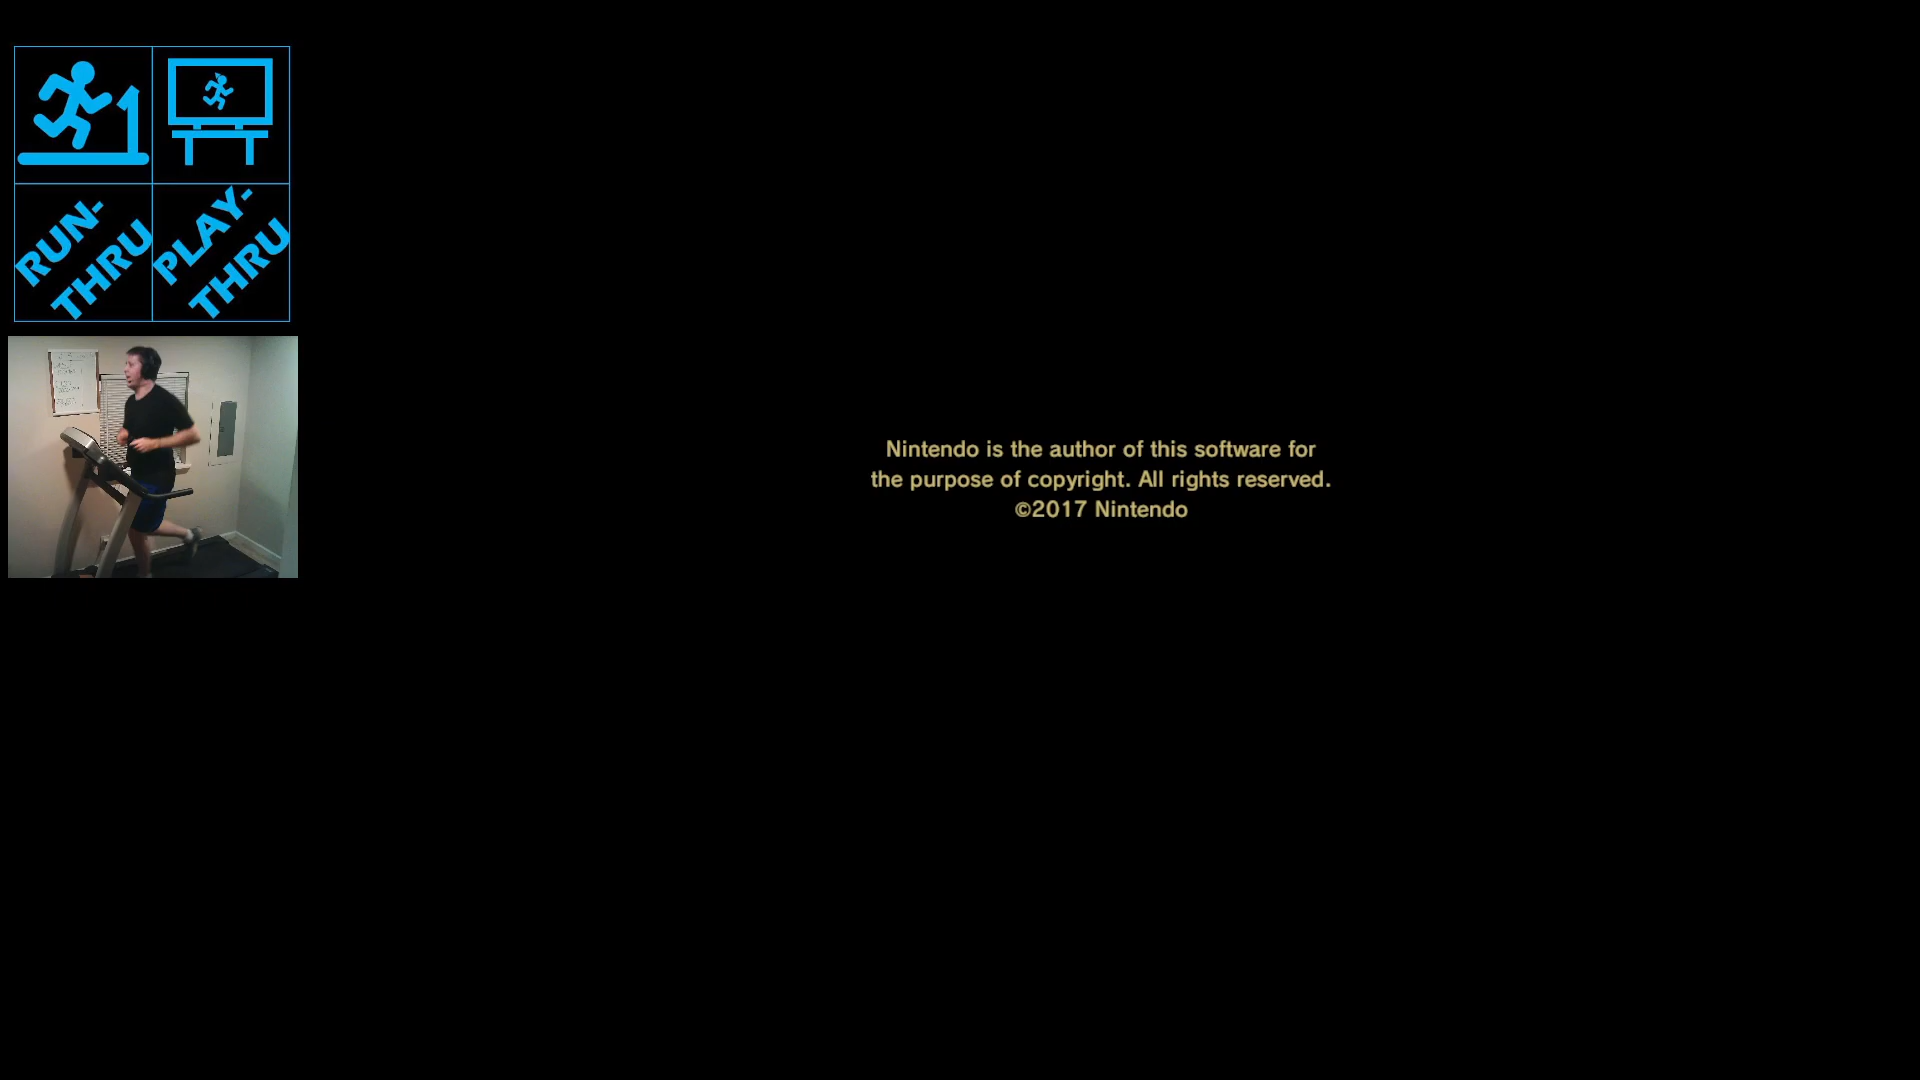 RUN-
THRU
PLAY-
THRU
Nintendo is the author of this software for
the purpose of copyright. All rights reserved.
©2017 Nintendo